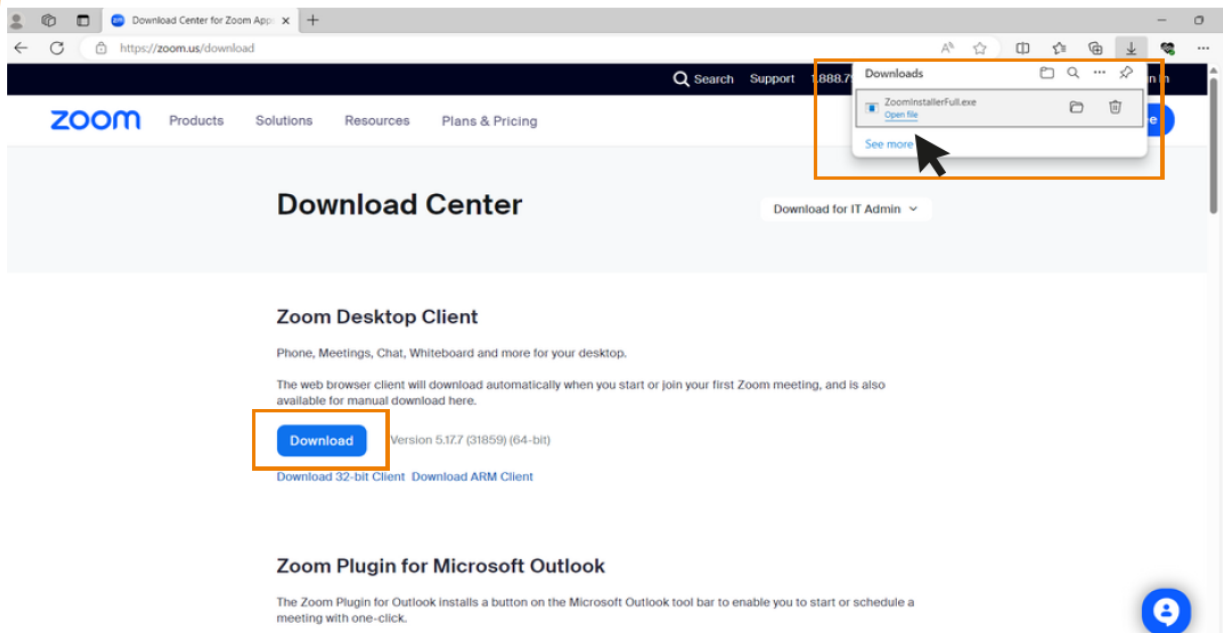 Download Center for Zoom App
https://zoom.us/download
Search Support 1.888.7
Downloads
ZoomInstallerFull.exe
Open file
See more
zoom Products Solutions Resources Plans & Pricing
Download Center
Download for IT Admin
Zoom Desktop Client
Phone, Meetings, Chat, Whiteboard and more for your desktop.
The web browser client will download automatically when you start or join your first Zoom meeting, and is also
available for manual download here.
Download Version 5.17.7 (31859) (64-bit)
Download 32-bit Client Download ARM Client
Zoom Plugin for Microsoft Outlook
The Zoom Plugin for Outlook installs a button on the Microsoft Outlook tool bar to enable you to start or schedule a
meeting with one-click.